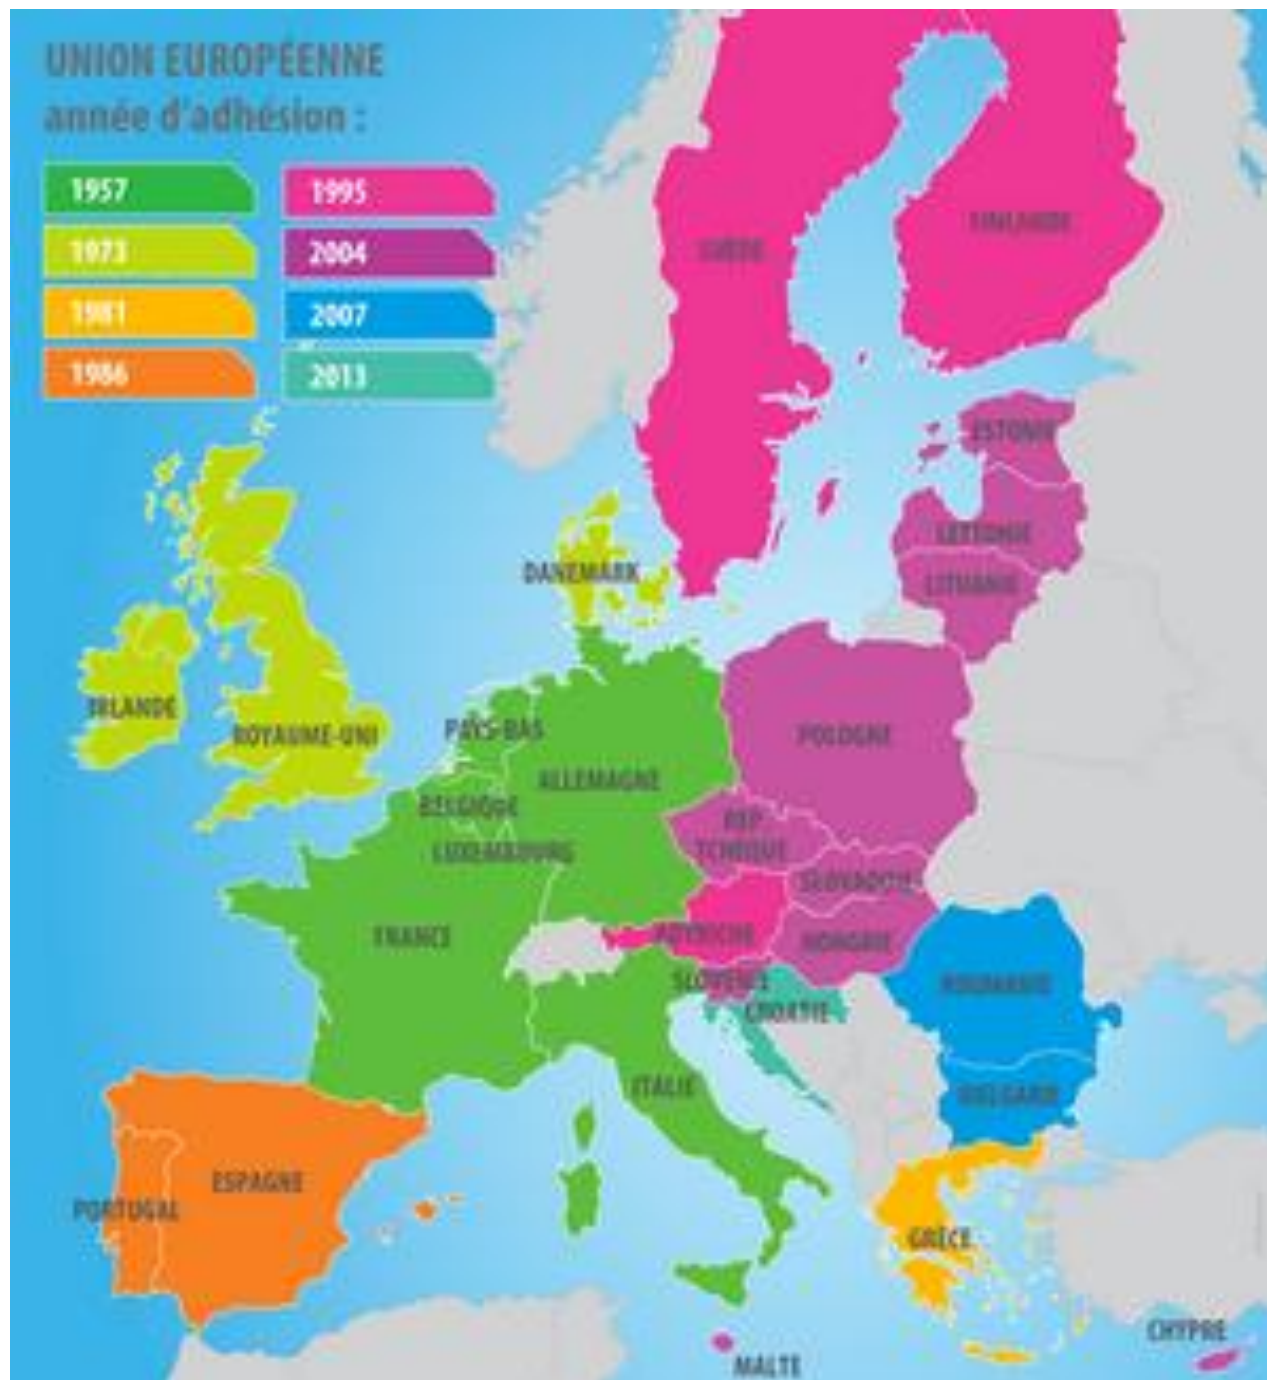 UNION EUROPÉENNE
année d'adhésion :
1957
1995
1973
2004
1981
2007
1986
2013
SUÈDE
FINLANDE
ESTONIE
LETTONIE
LITUANIE
DANEMARK
IRLANDE
ROYAUME-UNI
PAYS-BAS
POLOGNE
ALLEMAGNE
BELGIQUE
RÉP
TCHÈQUE
LUXEMBOURG
SLOVAQUIE
FRANCE
AUTRICHE
HONGRIE
SLOVÉNIE
ROUMANIE
CROATIE
ITALIE
BULGARIE
ESPAGNE
PORTUGAL
GRÈCE
CHYPRE
MALTE